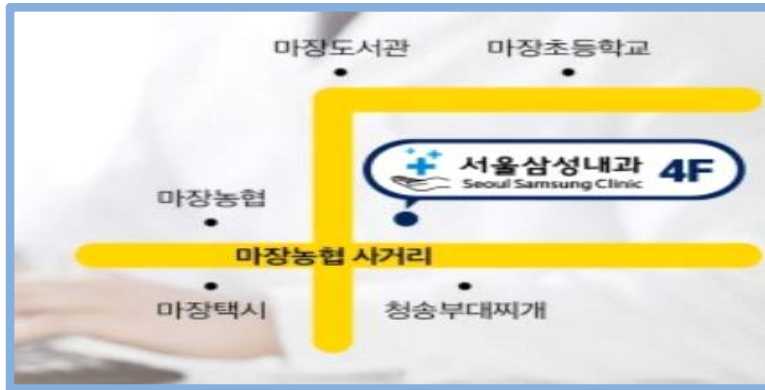 마장도서관
마장초등학교
서울삼성내과 4F
Seoul Samsung Clinic
마장농협
마장농협 사거리
마장택시
청송부대찌개